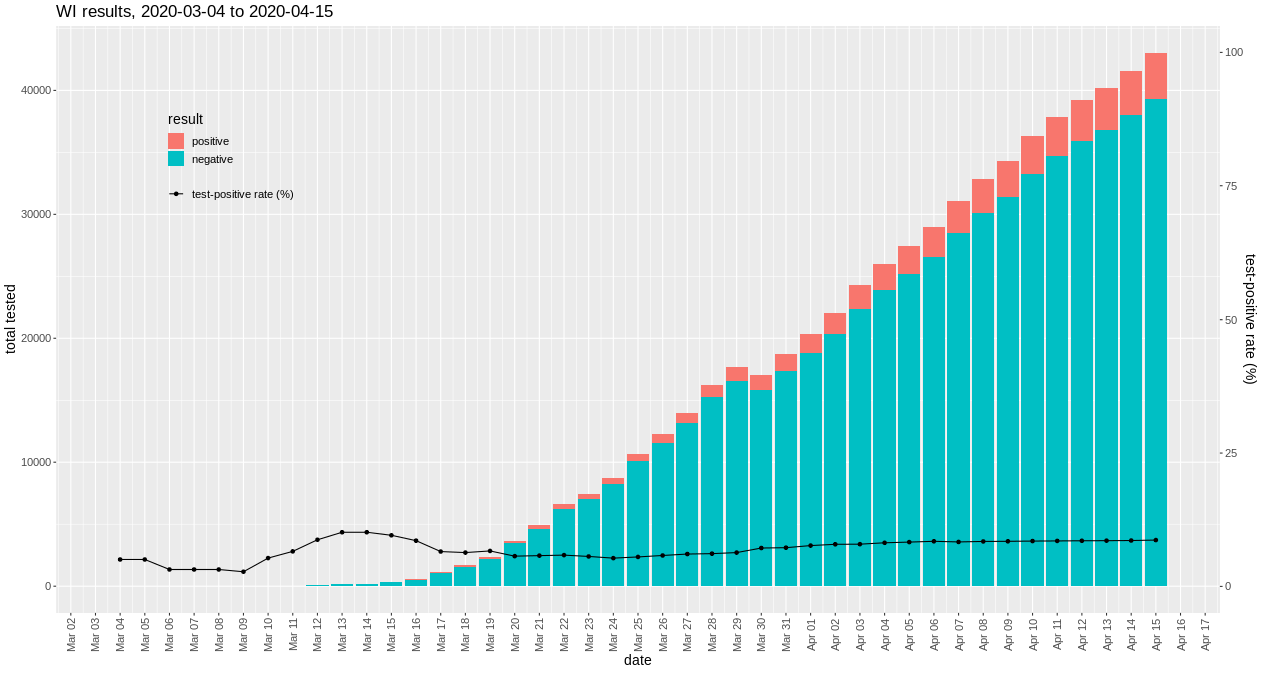 WI results, 2020-03-04 to 2020-04-15
total tested
40000
30000
20000
10000
0
result
positive
negative
test-positive rate (%)
100
75
50
25
0
test-positive rate (%)
Mar 02
Mar 03
Mar 04
Mar 05
Mar 06
Mar 07
Mar 08
Mar 09
Mar 10
Mar 11
Mar 12
Mar 13
Mar 14
Mar 15
Mar 16
Mar 17
Mar 18
Mar 19
Mar 20
Mar 21
Mar 22
Mar 23
Mar 24
Mar 25
Mar 26
Mar 27
Mar 28
Mar 29
Mar 30
Mar 31
Apr 01
Apr 02
Apr 03
Apr 04
Apr 05
Apr 06
Apr 07
Apr 08
Apr 09
Apr 10
Apr 11
Apr 12
Apr 13
Apr 14
Apr 15
Apr 16
Apr 17
date